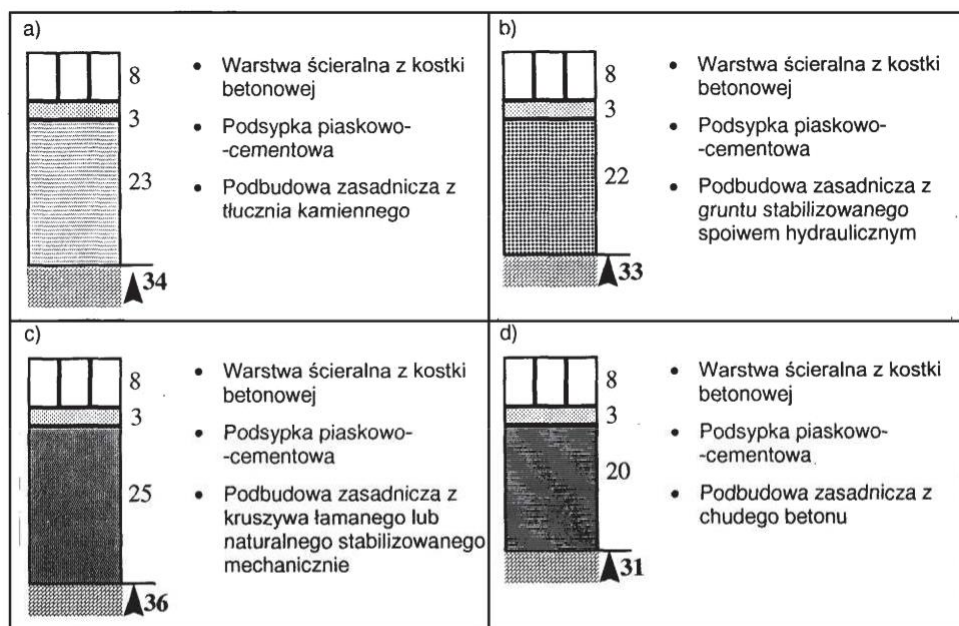 a)
8
3
23
34
• Warstwa ścieralna z kostki
betonowej
• Podsypka piaskowo-
-cementowa
• Podbudowa zasadnicza z
tłucznia kamiennego
b)
8
3
22
33
• Warstwa ścieralna z kostki
betonowej
• Podsypka piaskowo-
-cementowa
• Podbudowa zasadnicza z
gruntu stabilizowanego
spoiwem hydraulicznym
c)
8
3
25
36
• Warstwa ścieralna z kostki
betonowej
• Podsypka piaskowo-
-cementowa
• Podbudowa zasadnicza z
kruszywa łamanego lub
naturalnego stabilizowanego
mechanicznie
d)
8
3
20
31
• Warstwa ścieralna z kostki
betonowej
• Podsypka piaskowo-
-cementowa
• Podbudowa zasadnicza z
chudego betonu